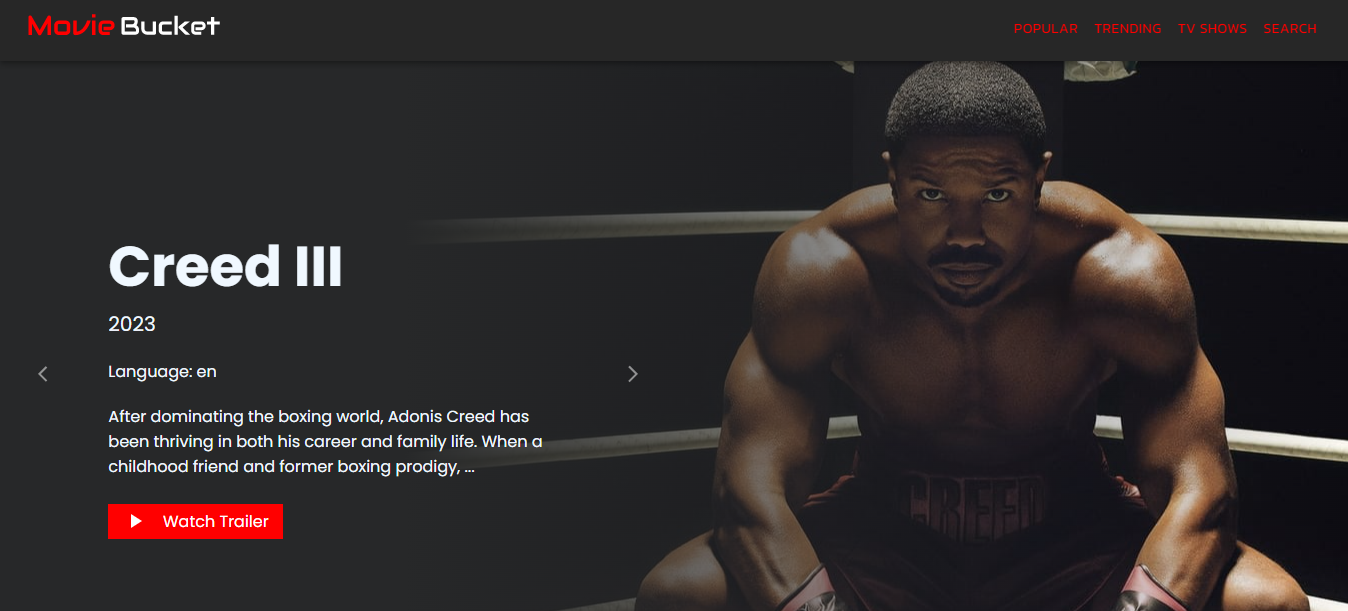 Movie Bucket
POPULAR TRENDING TV SHOWS SEARCH
Creed III
2023
Language: en
After dominating the boxing world, Adonis Creed has
been thriving in both his career and family life. When a
childhood friend and former boxing prodigy, ...
Watch Trailer
CREED